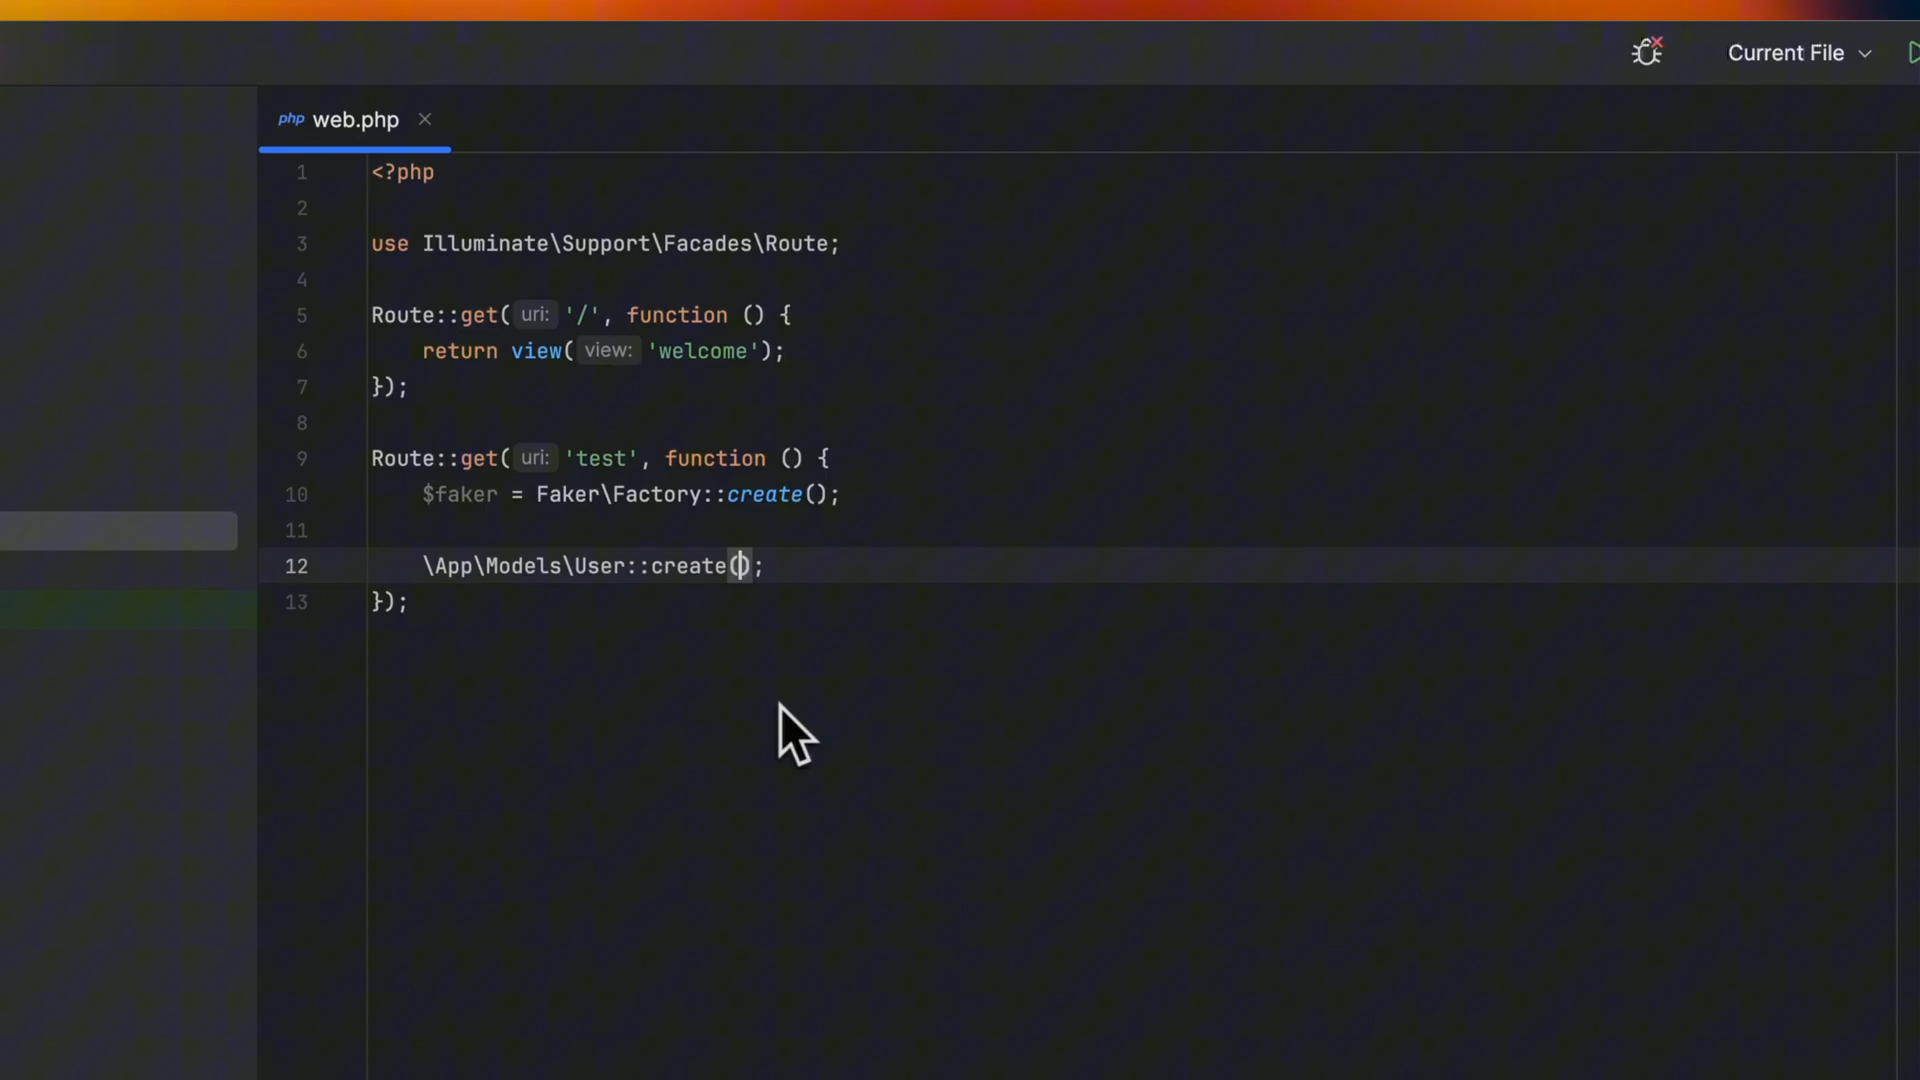 Current File
php web.php
1 <?php
2
3 use Illuminate\Support\Facades\Route;
4
5 Route::get( uri: '/', function () {
6 return view( view: 'welcome');
7 });
8
9 Route::get( uri: 'test', function () {
10 $faker = Faker\Factory::create();
11
12 \App\Models\User::create();
13 });